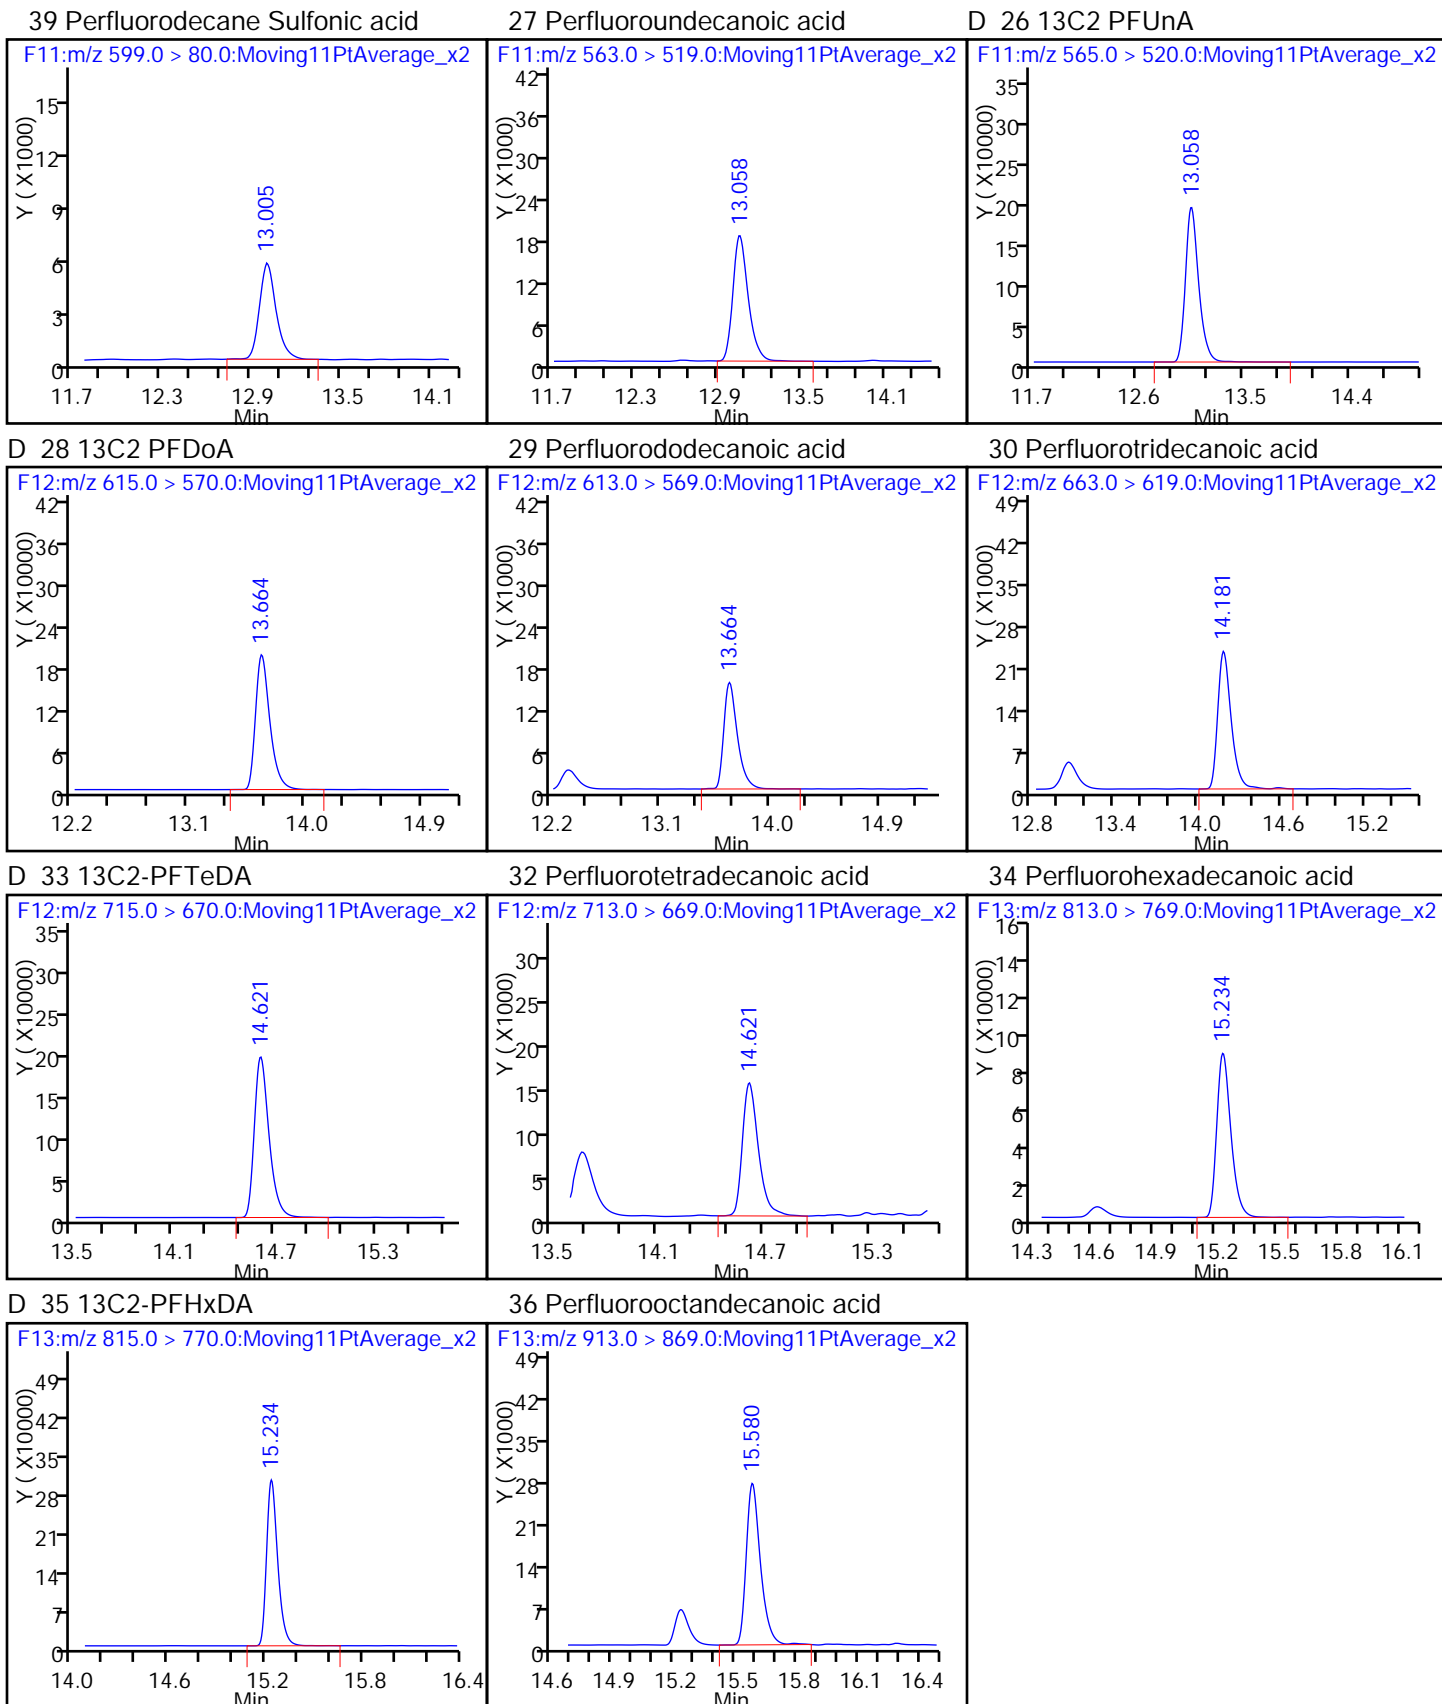 39 Perfluorodecane Sulfonic acid
F11:m/z 599.0 > 80.0:Moving11PtAverage_x2
Y ( X1000)
15
12
9
6
3
0
13.005
11.7 12.3 12.9 13.5 14.1
Min
27 Perfluoroundecanoic acid
F11:m/z 563.0 > 519.0:Moving11PtAverage_x2
Y ( X1000)
42
36
30
24
18
12
6
0
13.058
11.7 12.3 12.9 13.5 14.1
Min
D 26 13C2 PFUnA
F11:m/z 565.0 > 520.0:Moving11PtAverage_x2
Y ( X10000)
35
30
25
20
15
10
5
0
13.058
11.7 12.6 13.5 14.4
Min
D 28 13C2 PFDoA
F12:m/z 615.0 > 570.0:Moving11PtAverage_x2
Y ( X10000)
42
36
30
24
18
12
6
0
13.664
12.2 13.1 14.0 14.9
Min
29 Perfluorododecanoic acid
F12:m/z 613.0 > 569.0:Moving11PtAverage_x2
Y ( X1000)
42
36
30
24
18
12
6
0
13.664
12.2 13.1 14.0 14.9
Min
30 Perfluorotridecanoic acid
F12:m/z 663.0 > 619.0:Moving11PtAverage_x2
Y ( X1000)
49
42
35
28
21
14
7
0
14.181
12.8 13.4 14.0 14.6 15.2
Min
D 33 13C2-PFTeDA
F12:m/z 715.0 > 670.0:Moving11PtAverage_x2
Y ( X10000)
35
30
25
20
15
10
5
0
14.621
13.5 14.1 14.7 15.3
Min
32 Perfluorotetradecanoic acid
F12:m/z 713.0 > 669.0:Moving11PtAverage_x2
Y ( X1000)
30
25
20
15
10
5
0
14.621
13.5 14.1 14.7 15.3
Min
34 Perfluorohexadecanoic acid
F13:m/z 813.0 > 769.0:Moving11PtAverage_x2
Y ( X10000)
16
14
12
10
8
6
4
2
0
15.234
14.3 14.6 14.9 15.2 15.5 15.8 16.1
Min
D 35 13C2-PFHxDA
F13:m/z 815.0 > 770.0:Moving11PtAverage_x2
Y ( X10000)
49
42
35
28
21
14
7
0
15.234
14.0 14.6 15.2 15.8 16.4
Min
36 Perfluorooctandecanoic acid
F13:m/z 913.0 > 869.0:Moving11PtAverage_x2
Y ( X1000)
49
42
35
28
21
14
7
0
15.580
14.6 14.9 15.2 15.5 15.8 16.1 16.4
Min